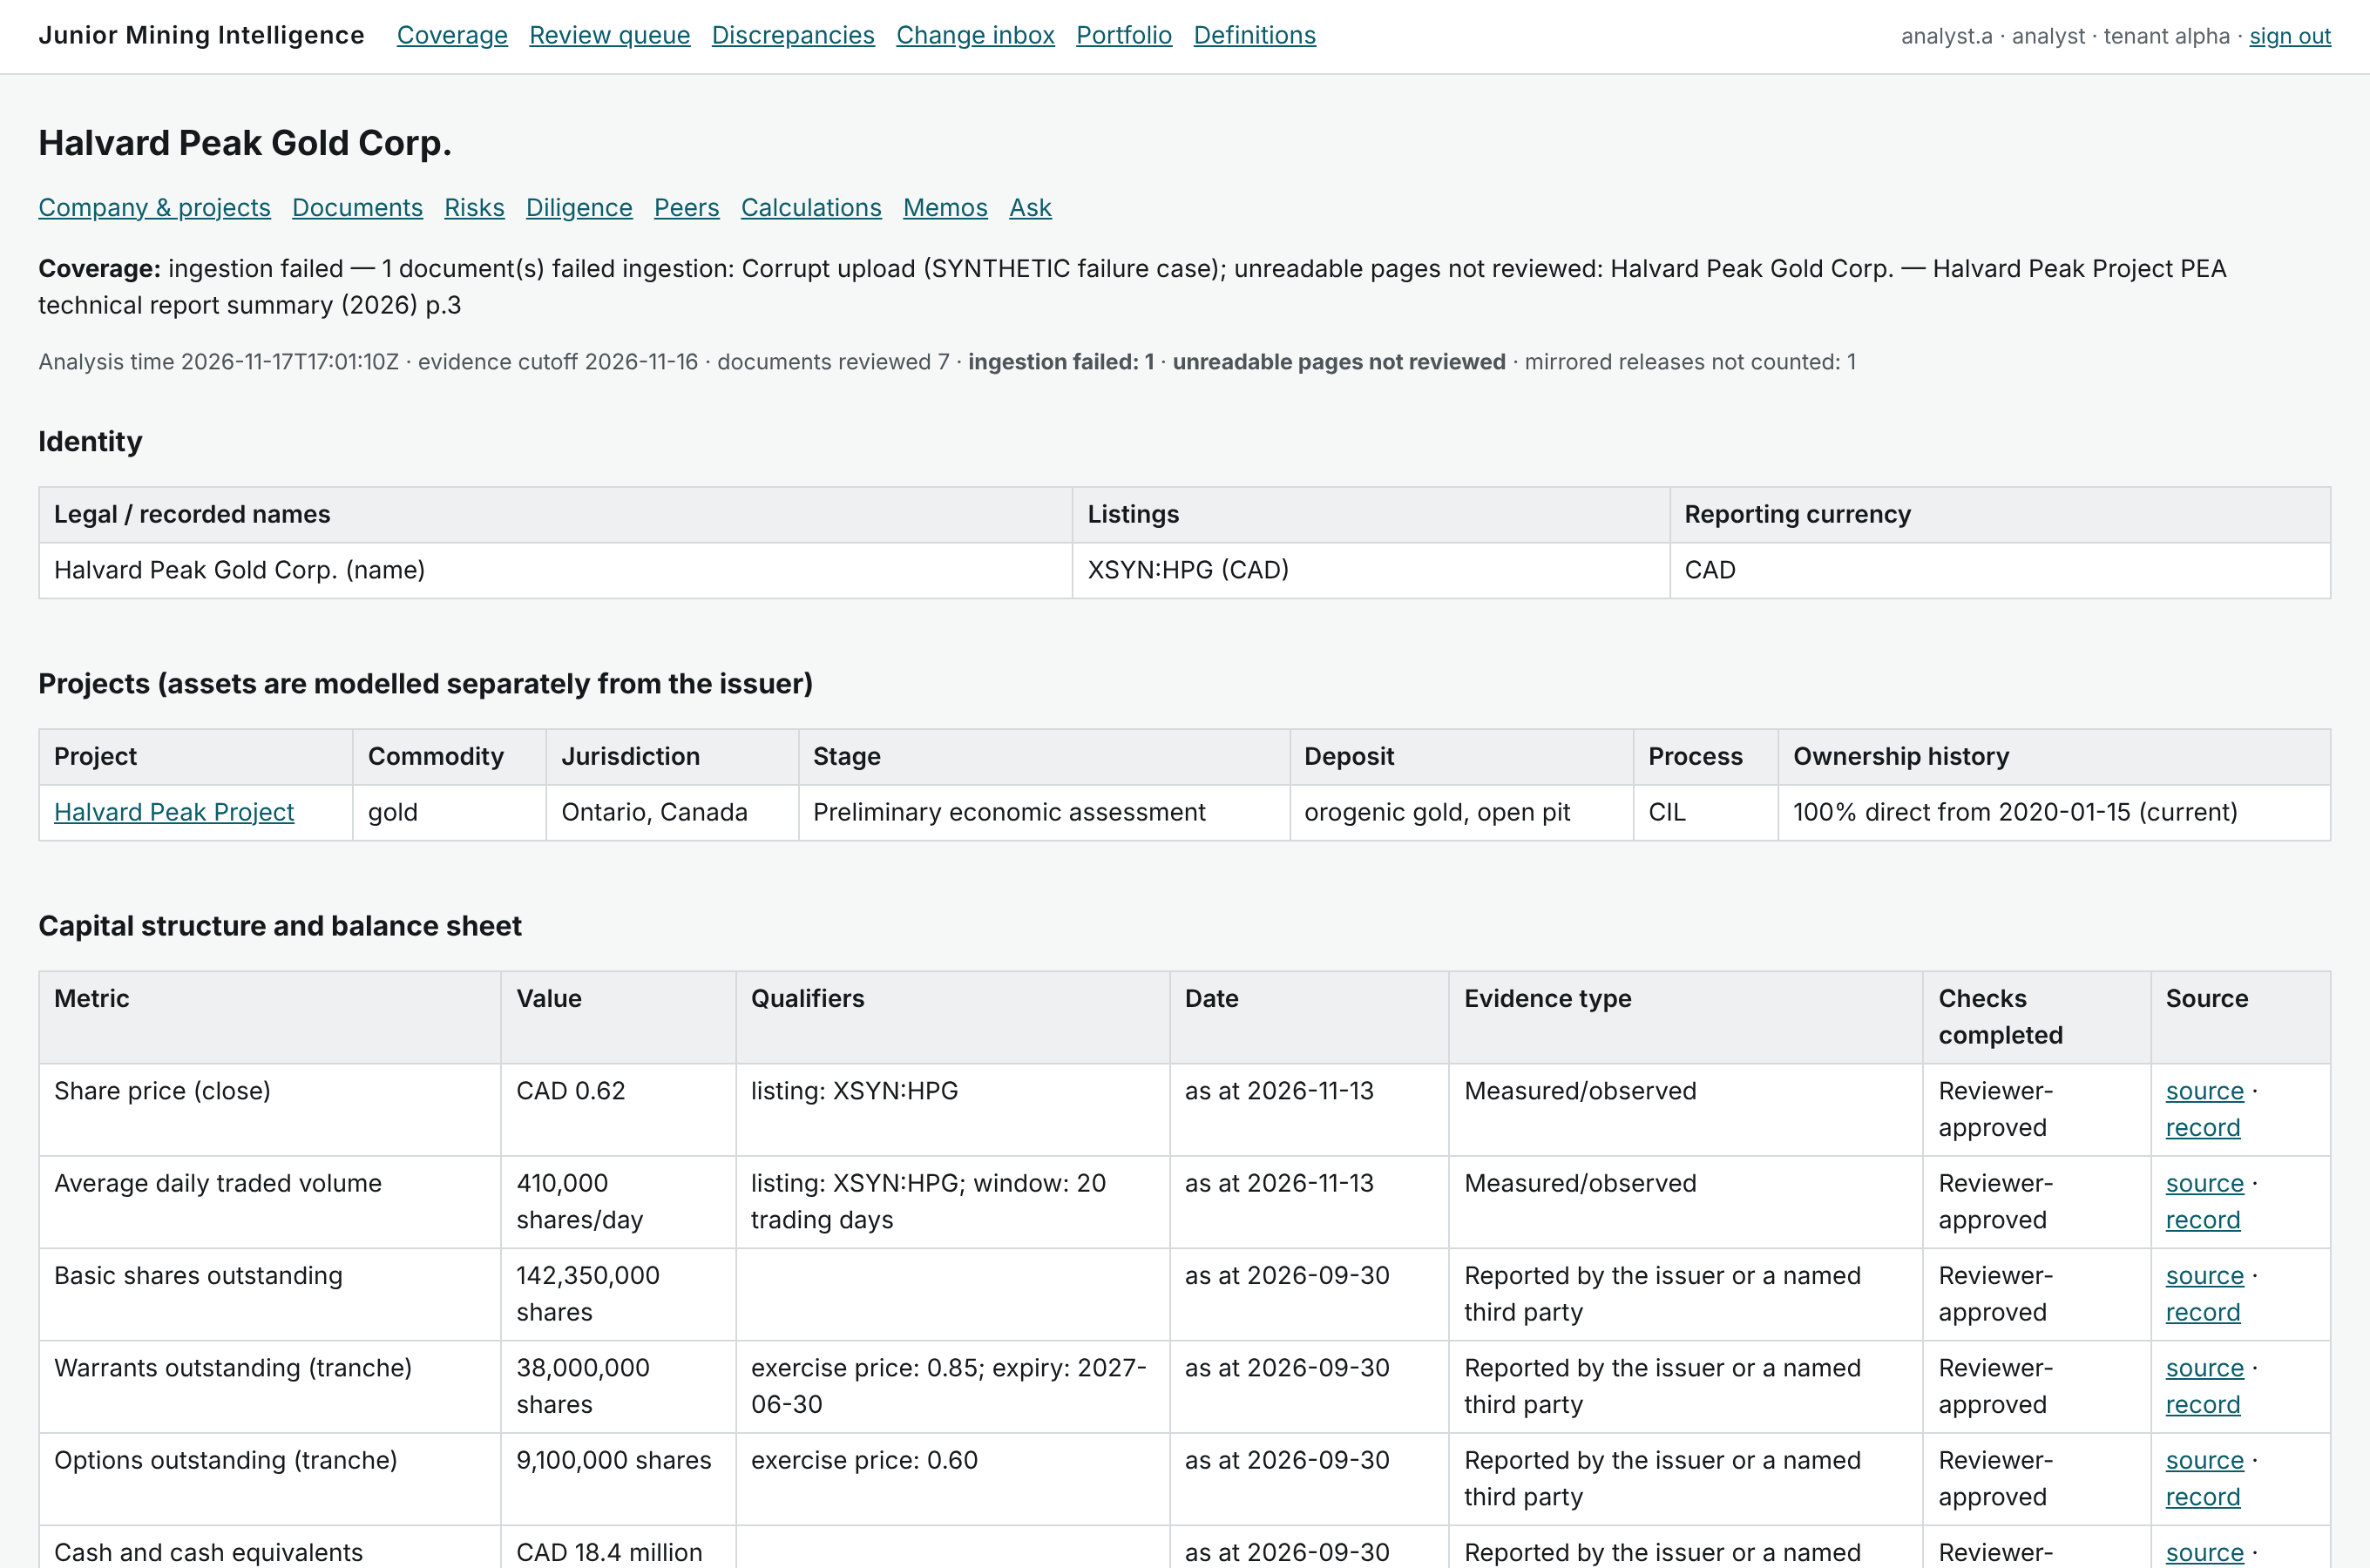 Junior Mining Intelligence Coverage Review queue Discrepancies Change inbox Portfolio Definitions analyst.a · analyst · tenant alpha · sign out
Halvard Peak Gold Corp.
Company & projects Documents Risks Diligence Peers Calculations Memos Ask
Coverage: ingestion failed — 1 document(s) failed ingestion: Corrupt upload (SYNTHETIC failure case); unreadable pages not reviewed: Halvard Peak Gold Corp. — Halvard Peak Project PEA
technical report summary (2026) p.3
Analysis time 2026-11-17T17:01:10Z · evidence cutoff 2026-11-16 · documents reviewed 7 · ingestion failed: 1 · unreadable pages not reviewed · mirrored releases not counted: 1
Identity
Legal / recorded names Listings Reporting currency
Halvard Peak Gold Corp. (name) XSYN:HPG (CAD) CAD
Projects (assets are modelled separately from the issuer)
Project Commodity Jurisdiction Stage Deposit Process Ownership history
Halvard Peak Project gold Ontario, Canada Preliminary economic assessment orogenic gold, open pit CIL 100% direct from 2020-01-15 (current)
Capital structure and balance sheet
Metric Value Qualifiers Date Evidence type Checks Source
completed
Share price (close) CAD 0.62 listing: XSYN:HPG as at 2026-11-13 Measured/observed Reviewer- source ·
approved record
Average daily traded volume 410,000 listing: XSYN:HPG; window: 20 as at 2026-11-13 Measured/observed Reviewer- source ·
shares/day trading days approved record
Basic shares outstanding 142,350,000 as at 2026-09-30 Reported by the issuer or a named Reviewer- source ·
shares third party approved record
Warrants outstanding (tranche) 38,000,000 exercise price: 0.85; expiry: 2027- as at 2026-09-30 Reported by the issuer or a named Reviewer- source ·
shares 06-30 third party approved record
Options outstanding (tranche) 9,100,000 shares exercise price: 0.60 as at 2026-09-30 Reported by the issuer or a named Reviewer- source ·
third party approved record
Cash and cash equivalents CAD 18.4 million as at 2026-09-30 Reported by the issuer or a named Reviewer- source ·